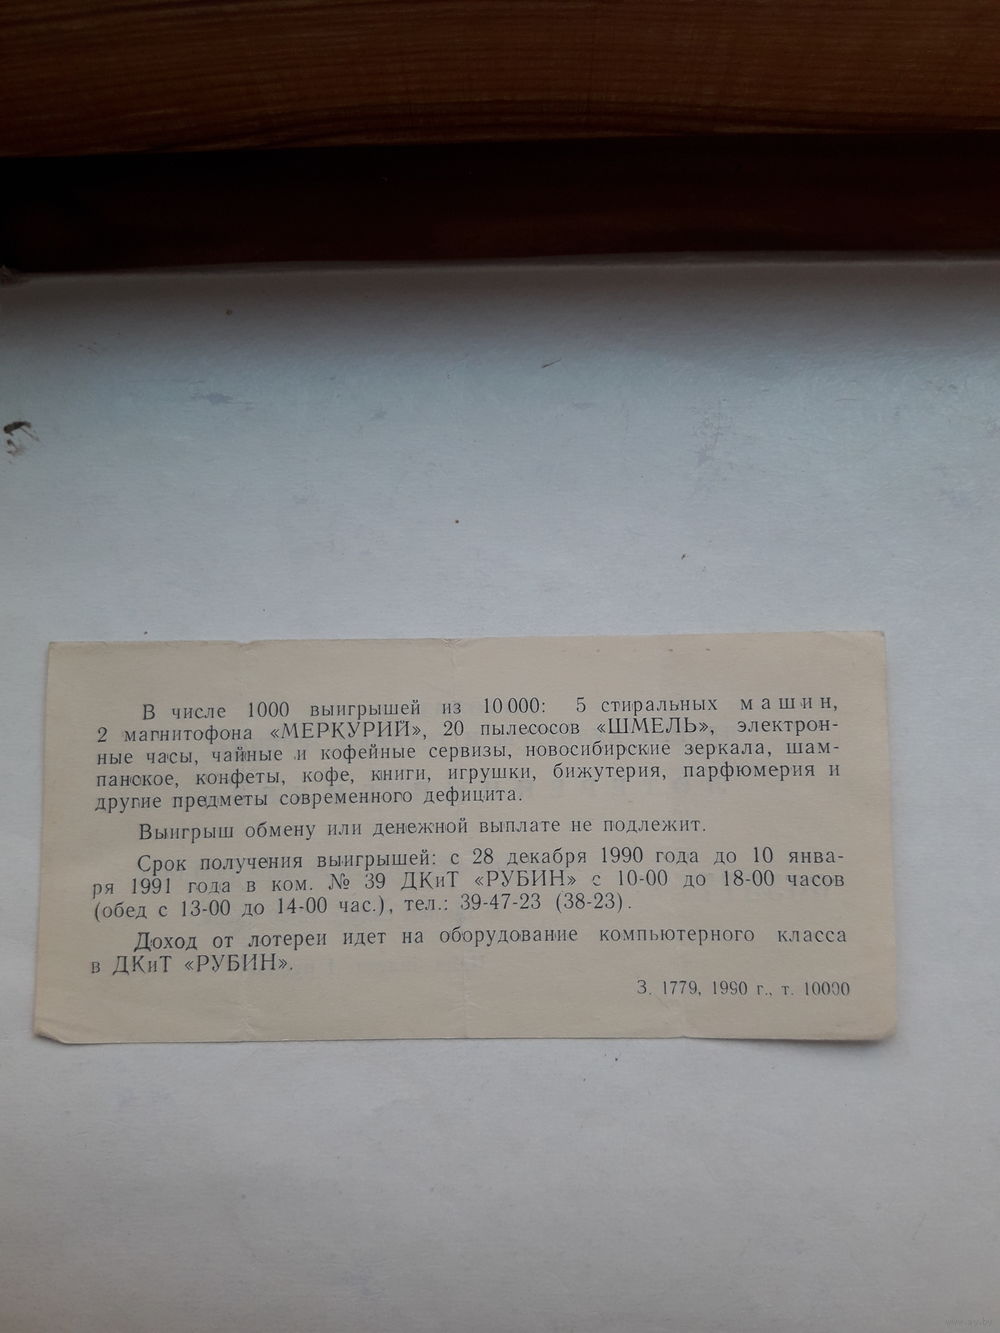 В числе 1000 выигрышей из 10 000: 5 стиральных машин,
2 магнитофона «МЕРКУРИЙ», 20 пылесосов «ШМЕЛЬ», электрон-
ные часы, чайные и кофейные сервизы, новосибирские зеркала, шам-
панское, конфеты, кофе, книги, игрушки, бижутерия, парфюмерия и
другие предметы современного дефицита.
Выигрыш обмену или денежной выплате не подлежит.
Срок получения выигрышей: с 28 декабря 1990 года до 10 янва-
ря 1991 года в ком. № 39 ДКиТ «РУБИН» с 10-00 до 18-00 часов
(обед с 13-00 до 14-00 час.), тел.: 39-47-23 (38-23).
Доход от лотереи идет на оборудование компьютерного класса
в ДКиТ «РУБИН».
З. 1779, 1990 г., т. 10000
www.ay.by